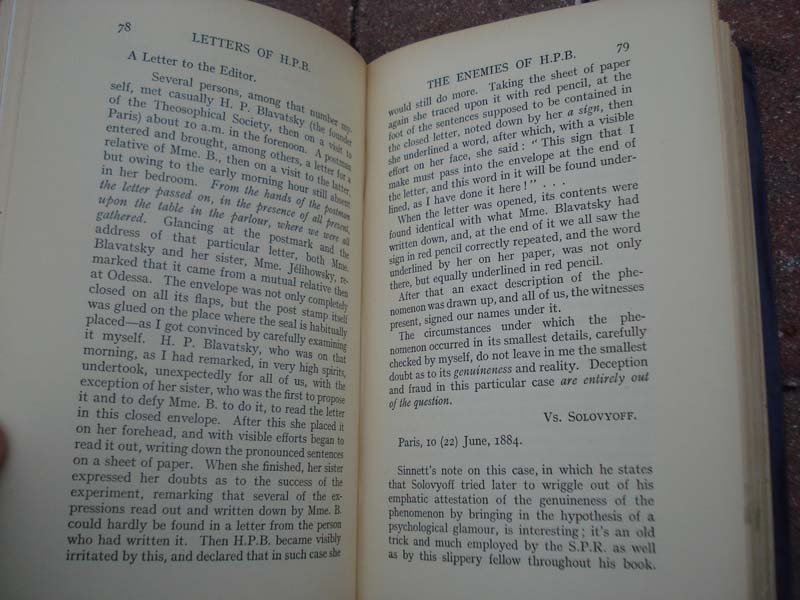 78
LETTERS OF H.P.B.
A Letter to the Editor.
Several persons, among that number my-
self, met casually H. P. Blavatsky (the founder
of the Theosophical Society, then on a visit to
Paris) about 10 a.m. in the forenoon. A postman
entered and brought, among others, a letter for a
relative of Mme. B., then on a visit to the latter,
but owing to the early morning hour still absent
in her bedroom. From the hands of the postman
the letter passed on, in the presence of all present,
upon the table in the parlour, where we were all
gathered. Glancing at the postmark and the
address of that particular letter, both Mme.
Blavatsky and her sister, Mme. Jélihowsky, re-
marked that it came from a mutual relative then
at Odessa. The envelope was not only completely
closed on all its flaps, but the post stamp itself
was glued on the place where the seal is habitually
placed—as I got convinced by carefully examining
it myself. H. P. Blavatsky, who was on that
morning, as I had remarked, in very high spirits,
undertook, unexpectedly for all of us, with the
exception of her sister, who was the first to propose
it and to defy Mme. B. to do it, to read the letter
in this closed envelope. After this she placed it
on her forehead, and with visible efforts began to
read it out, writing down the pronounced sentences
on a sheet of paper. When she finished, her sister
expressed her doubts as to the success of the
experiment, remarking that several of the ex-
pressions read out and written down by Mme. B.
could hardly be found in a letter from the person
who had written it. Then H.P.B. became visibly
irritated by this, and declared that in such case she
THE ENEMIES OF H.P.B.
79
would still do more. Taking the sheet of paper
again she traced upon it with red pencil, at the
foot of the sentences supposed to be contained in
the closed letter, noted down by her a sign, then
she underlined a word, after which, with a visible
effort on her face, she said: "This sign that I
make must pass into the envelope at the end of
the letter, and this word in it will be found under-
lined, as I have done it here!" . . .
When the letter was opened, its contents were
found identical with what Mme. Blavatsky had
written down, and, at the end of it we all saw the
sign in red pencil correctly repeated, and the word
underlined by her on her paper, was not only
there, but equally underlined in red pencil.
After that an exact description of the phe-
nomenon was drawn up, and all of us, the witnesses
present, signed our names under it.
The circumstances under which the phe-
nomenon occurred in its smallest details, carefully
checked by myself, do not leave in me the smallest
doubt as to its genuineness and reality. Deception
and fraud in this particular case are entirely out
of the question.
Vs. SOLOVYOFF.
Paris, 10 (22) June, 1884.
Sinnett's note on this case, in which he states
that Solovyoff tried later to wriggle out of his
emphatic attestation of the genuineness of the
phenomenon by bringing in the hypothesis of a
psychological glamour, is interesting; it's an old
trick and much employed by the S.P.R. as well
as by this slippery fellow throughout his book.